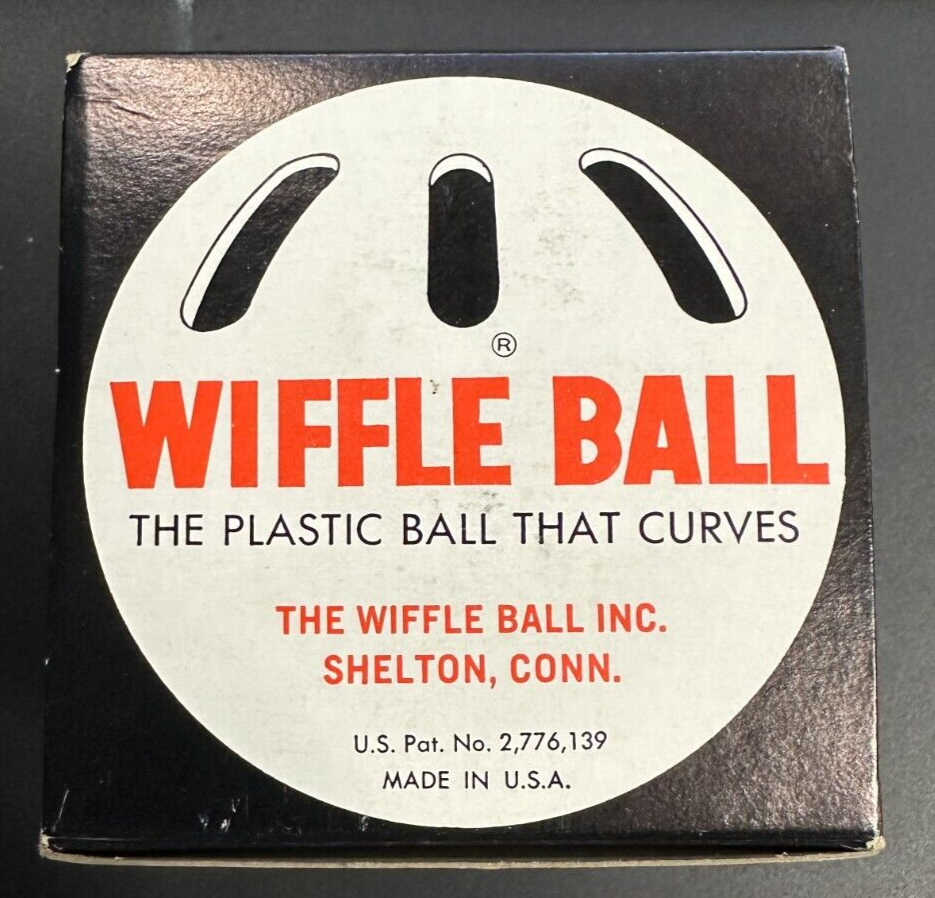 ®
WIFFLE BALL
THE PLASTIC BALL THAT CURVES
THE WIFFLE BALL INC.
SHELTON, CONN.
U.S. Pat. No. 2,776,139
MADE IN U.S.A.